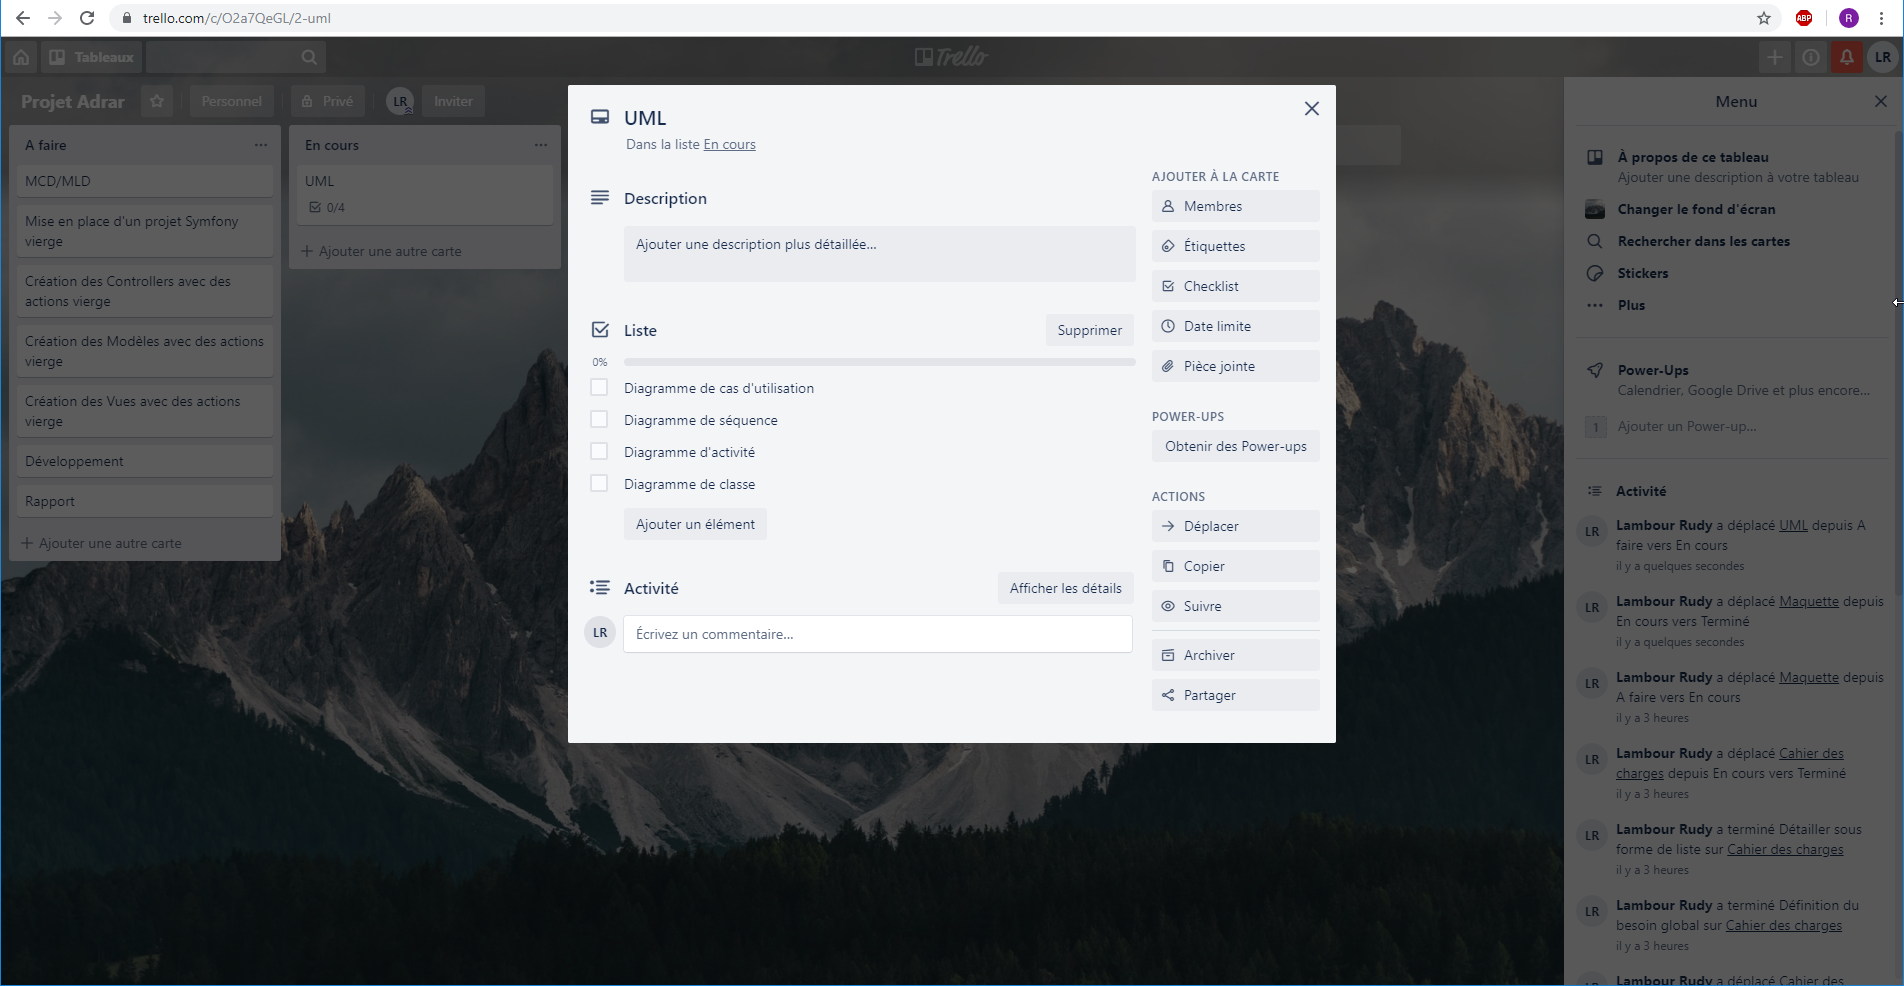 trello.com/c/O2a7QeGL/2-uml
ABP
R
Tableaux
Trello
LR
Projet Adrar
Personnel
Privé
LR
Inviter
A faire
MCD/MLD
Mise en place d'un projet Symfony
vierge
Création des Controllers avec des
actions vierge
Création des Modèles avec des actions
vierge
Création des Vues avec des actions
vierge
Développement
Rapport
Ajouter une autre carte
En cours
UML
0/4
Ajouter une autre carte
UML
Dans la liste En cours
Description
Ajouter une description plus détaillée...
Liste
Supprimer
0%
Diagramme de cas d'utilisation
Diagramme de séquence
Diagramme d'activité
Diagramme de classe
Ajouter un élément
Activité
Afficher les détails
LR
Écrivez un commentaire...
AJOUTER À LA CARTE
Membres
Étiquettes
Checklist
Date limite
Pièce jointe
POWER-UPS
Obtenir des Power-ups
ACTIONS
Déplacer
Copier
Suivre
Archiver
Partager
Menu
À propos de ce tableau
Ajouter une description à votre tableau
Changer le fond d'écran
Rechercher dans les cartes
Stickers
Plus
Power-Ups
Calendrier, Google Drive et plus encore...
1
Ajouter un Power-up...
Activité
LR
Lambour Rudy a déplacé UML depuis A
faire vers En cours
il y a quelques secondes
LR
Lambour Rudy a déplacé Maquette depuis
En cours vers Terminé
il y a quelques secondes
LR
Lambour Rudy a déplacé Maquette depuis
A faire vers En cours
il y a 3 heures
LR
Lambour Rudy a déplacé Cahier des
charges depuis En cours vers Terminé
il y a 3 heures
LR
Lambour Rudy a terminé Détailler sous
forme de liste sur Cahier des charges
il y a 3 heures
LR
Lambour Rudy a terminé Définition du
besoin global sur Cahier des charges
il y a 3 heures
Lambour Rudy a déplacé Cahier des